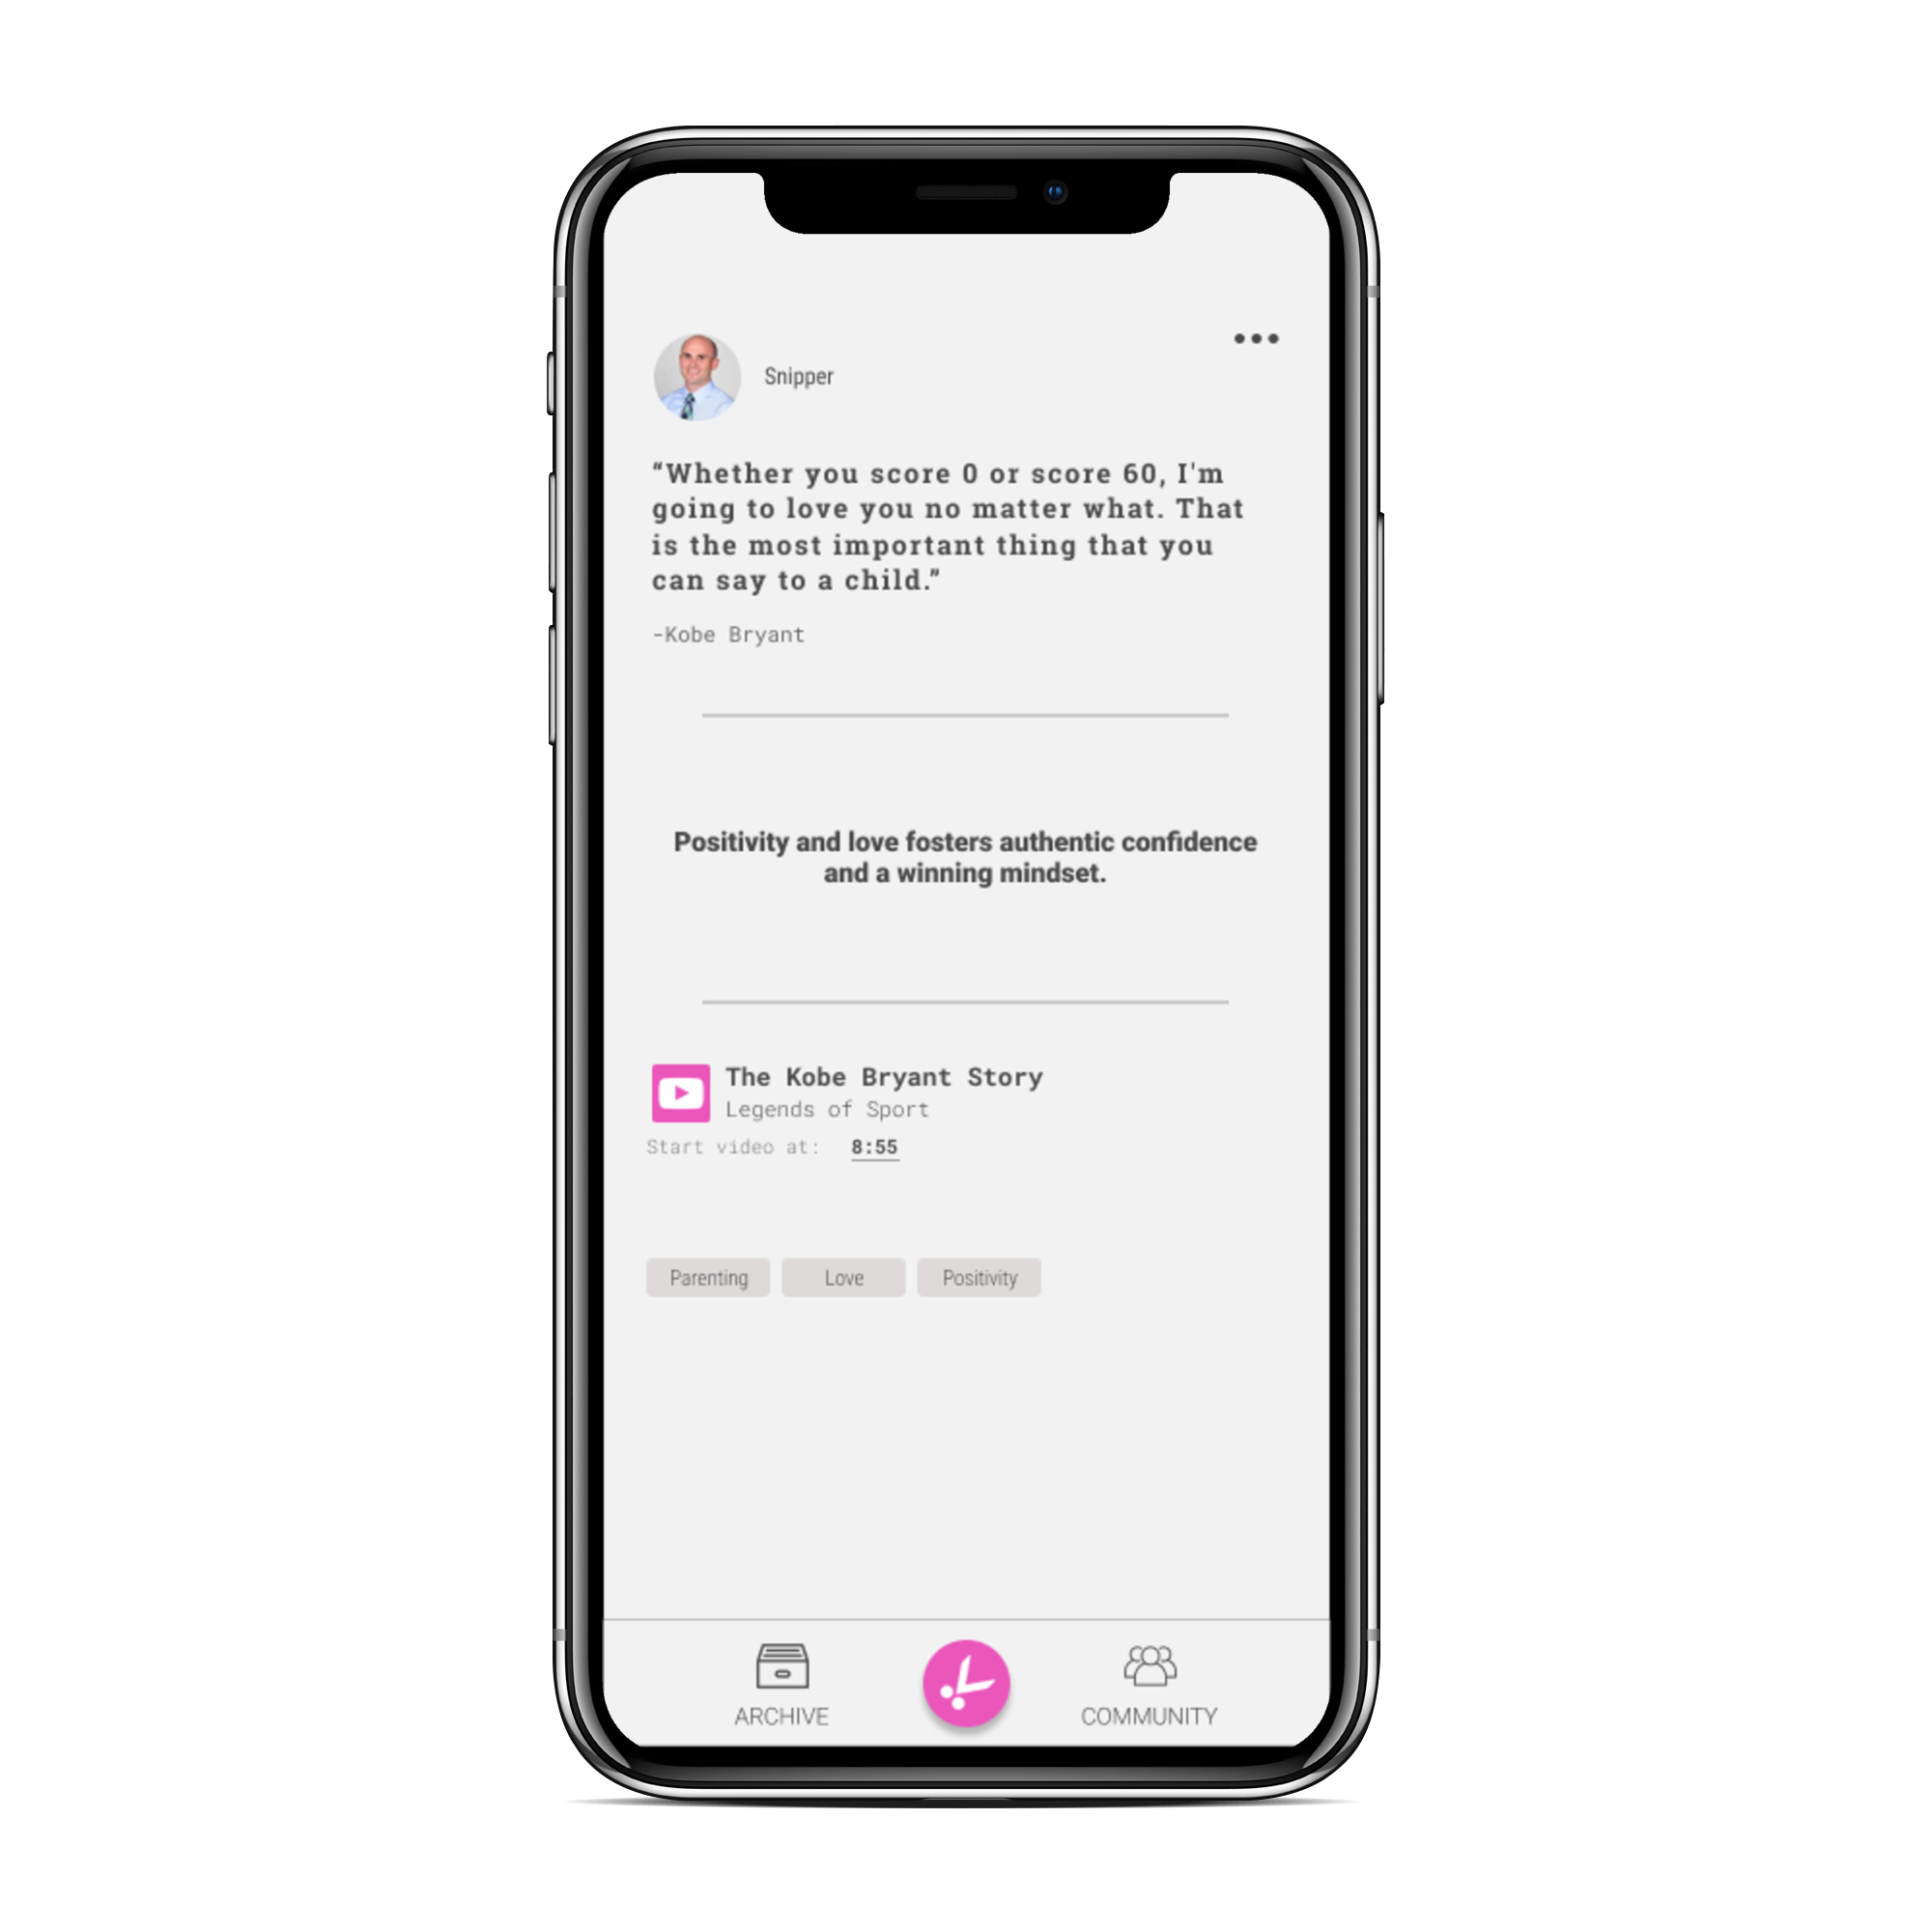 Snipper
“Whether you score 0 or score 60, I'm
going to love you no matter what. That
is the most important thing that you
can say to a child.”
-Kobe Bryant
Positivity and love fosters authentic confidence
and a winning mindset.
The Kobe Bryant Story
Legends of Sport
Start video at: 8:55
Parenting Love Positivity
ARCHIVE COMMUNITY